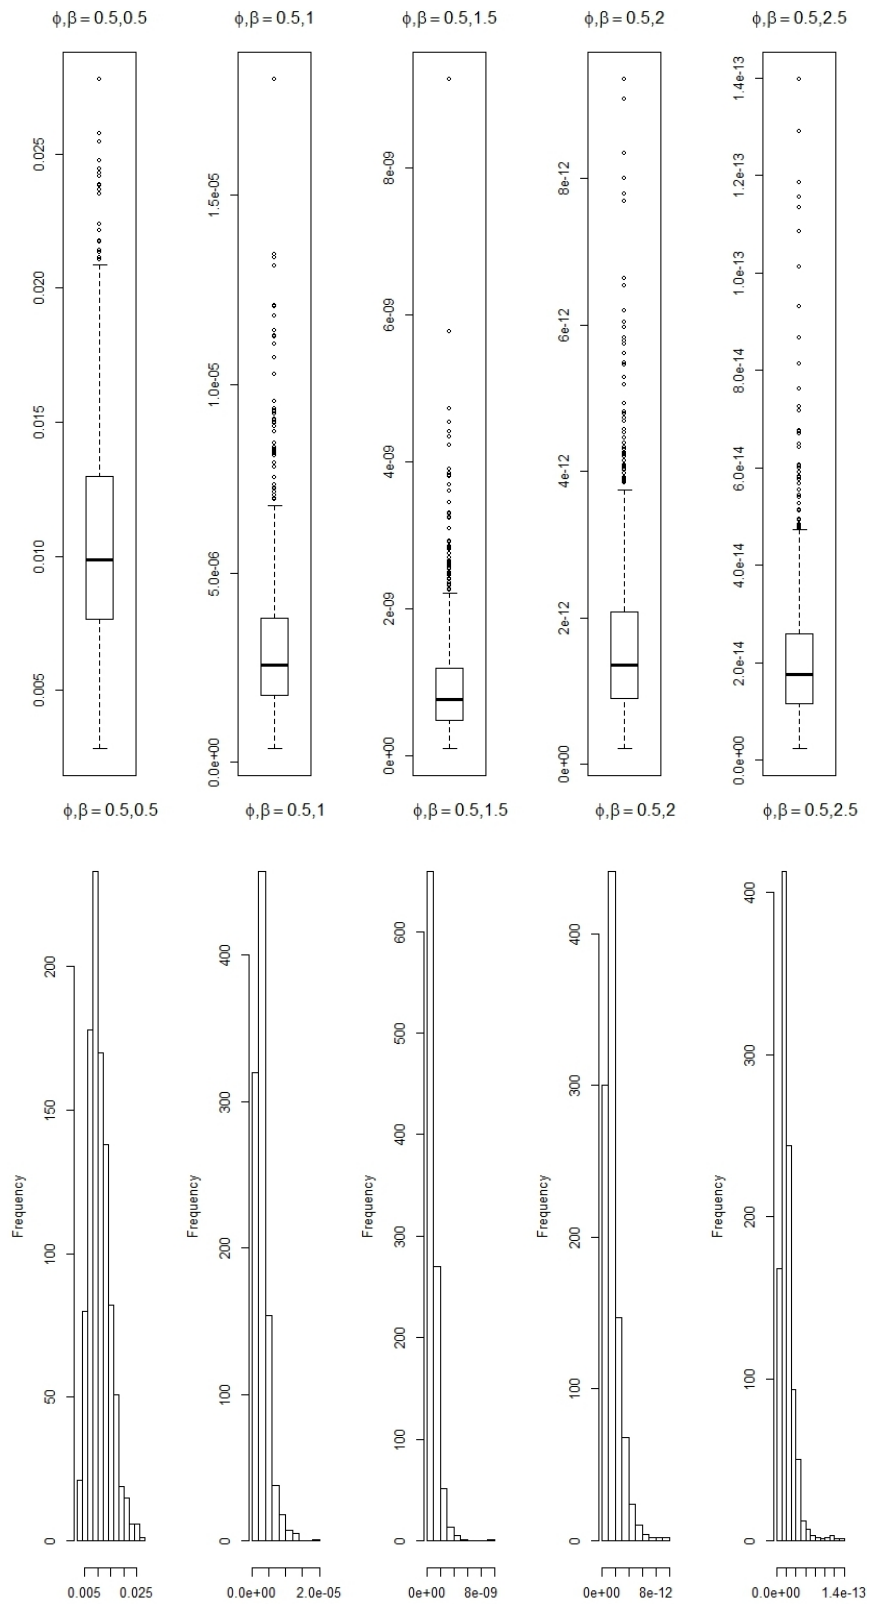 ϕ,β = 0.5,0.5
ϕ,β = 0.5,1
ϕ,β = 0.5,1.5
ϕ,β = 0.5,2
ϕ,β = 0.5,2.5
0.025
0.020
0.015
0.010
0.005
1.5e-05
1.0e-05
5.0e-06
0.0e+00
8e-09
6e-09
4e-09
2e-09
0e+00
8e-12
6e-12
4e-12
2e-12
0e+00
1.4e-13
1.2e-13
1.0e-13
8.0e-14
6.0e-14
4.0e-14
2.0e-14
0.0e+00
ϕ,β = 0.5,0.5
ϕ,β = 0.5,1
ϕ,β = 0.5,1.5
ϕ,β = 0.5,2
ϕ,β = 0.5,2.5
Frequency
200
150
100
50
0
0.005 0.025
Frequency
400
300
200
100
0
0.0e+00 2.0e-05
Frequency
600
500
400
300
200
100
0
0e+00 8e-09
Frequency
400
300
200
100
0
0e+00 8e-12
Frequency
400
300
200
100
0
0.0e+00 1.4e-13